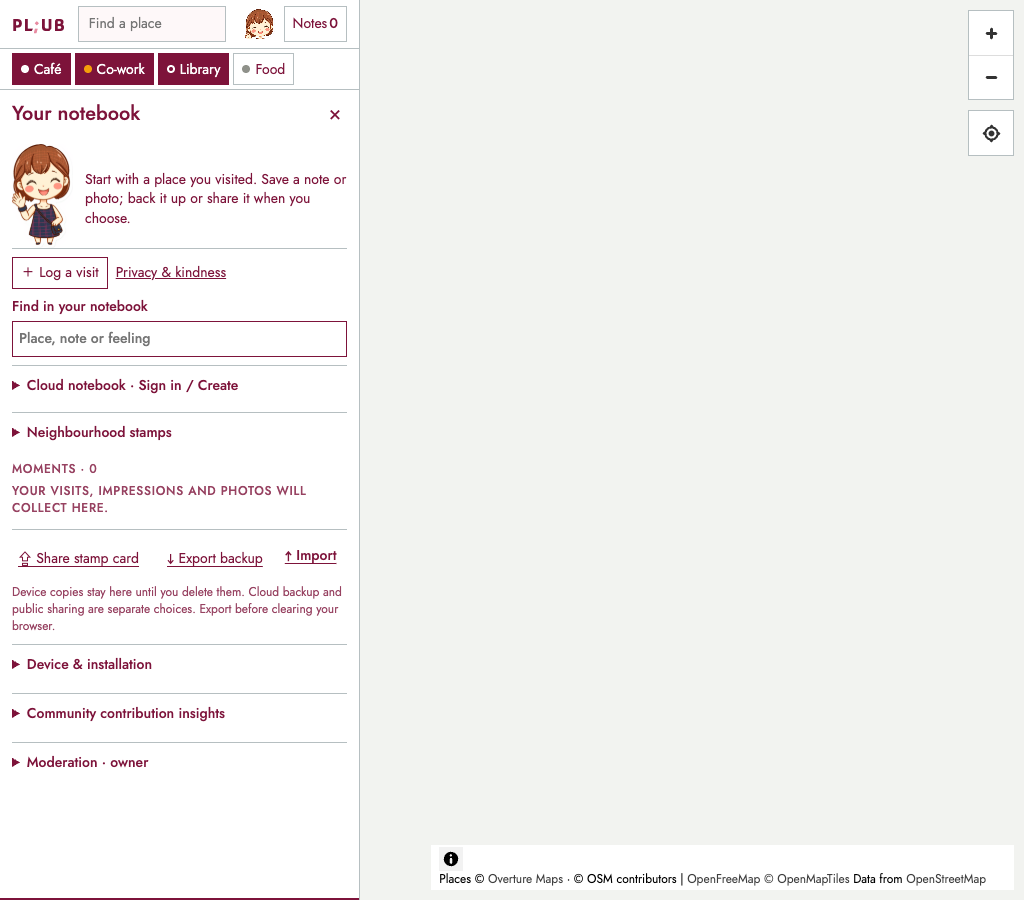 PL;UB
Find a place
Notes 0
Café
Co-work
Library
Food
Your notebook
×
Start with a place you visited. Save a note or
photo; back it up or share it when you
choose.
+ Log a visit
Privacy & kindness
Find in your notebook
Place, note or feeling
▶ Cloud notebook · Sign in / Create
▶ Neighbourhood stamps
MOMENTS · 0
YOUR VISITS, IMPRESSIONS AND PHOTOS WILL
COLLECT HERE.
⇪ Share stamp card
↓ Export backup
↑ Import
Device copies stay here until you delete them. Cloud backup and
public sharing are separate choices. Export before clearing your
browser.
▶ Device & installation
▶ Community contribution insights
▶ Moderation · owner
+
−
Places © Overture Maps · © OSM contributors | OpenFreeMap © OpenMapTiles Data from OpenStreetMap